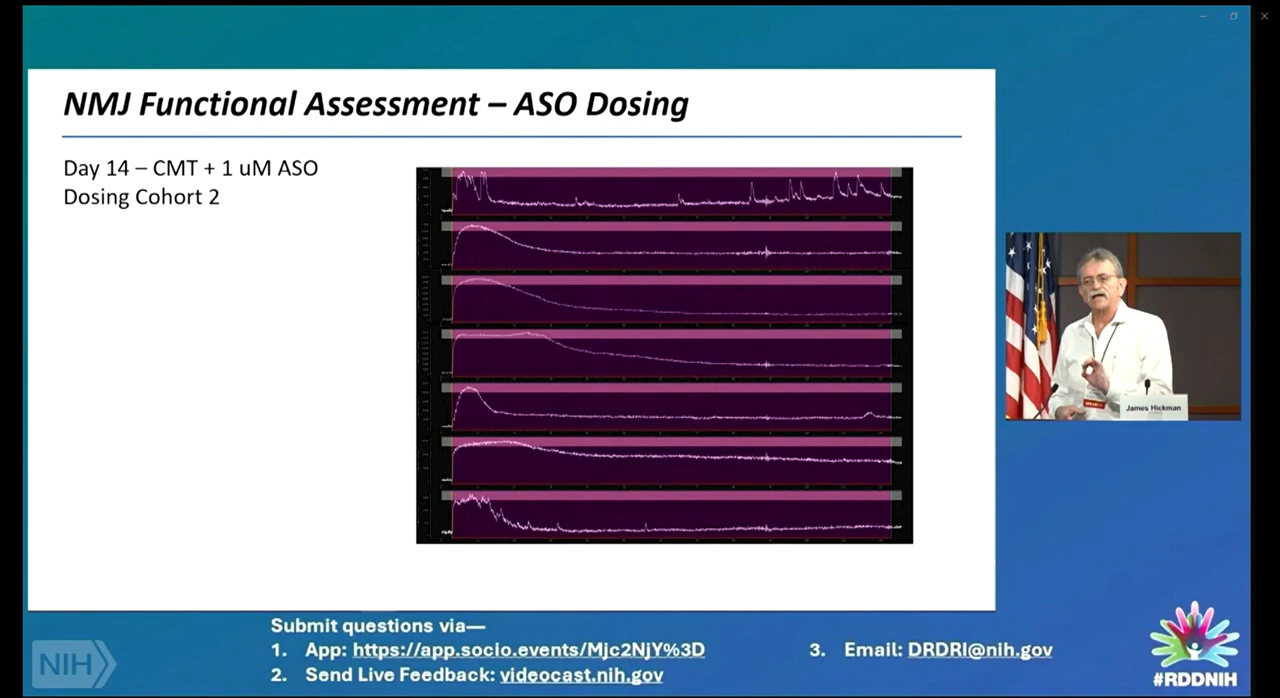 NMJ Functional Assessment – ASO Dosing
Day 14 – CMT + 1 uM ASO
Dosing Cohort 2
James Hickman
Submit questions via—
1. App: https://app.socio.events/Mjc2NjY%3D
2. Send Live Feedback: videocast.nih.gov
3. Email: DRDRI@nih.gov
NIH
#RDDNIH